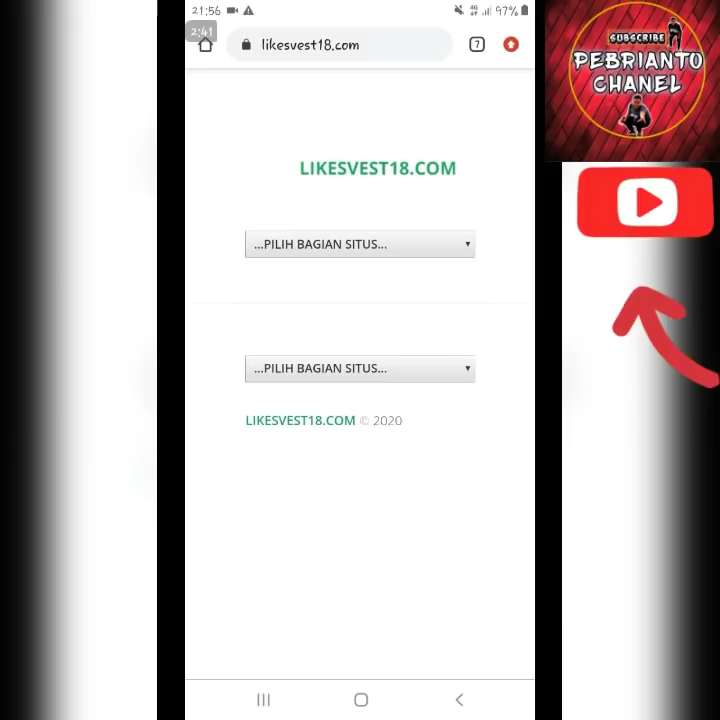 21:56
4G
97%
2:41
likesvest18.com
7
SUBSCRIBE
PEBRIANTO
CHANEL
LIKESVEST18.COM
...PILIH BAGIAN SITUS...
...PILIH BAGIAN SITUS...
LIKESVEST18.COM © 2020